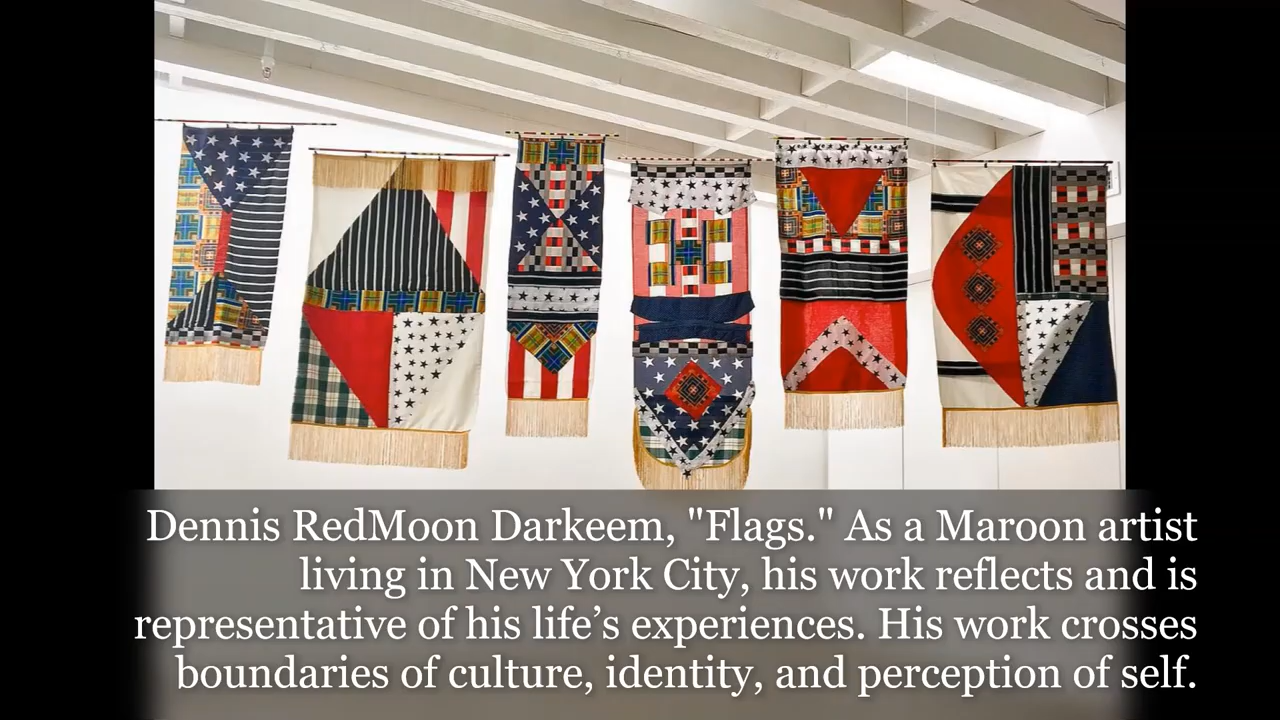 Dennis RedMoon Darkeem, "Flags." As a Maroon artist
living in New York City, his work reflects and is
representative of his life’s experiences. His work crosses
boundaries of culture, identity, and perception of self.